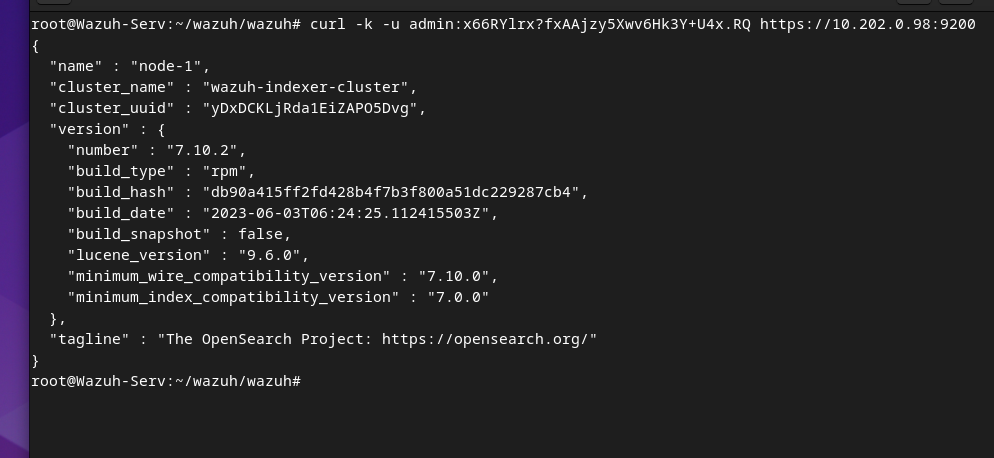 root@Wazuh-Serv:~/wazuh/wazuh# curl -k -u admin:x66RYlrx?fxAAjzy5Xwv6Hk3Y+U4x.RQ https://10.202.0.98:9200
{
  "name" : "node-1",
  "cluster_name" : "wazuh-indexer-cluster",
  "cluster_uuid" : "yDxDCKLjRda1EiZAPO5Dvg",
  "version" : {
    "number" : "7.10.2",
    "build_type" : "rpm",
    "build_hash" : "db90a415ff2fd428b4f7b3f800a51dc229287cb4",
    "build_date" : "2023-06-03T06:24:25.112415503Z",
    "build_snapshot" : false,
    "lucene_version" : "9.6.0",
    "minimum_wire_compatibility_version" : "7.10.0",
    "minimum_index_compatibility_version" : "7.0.0"
  },
  "tagline" : "The OpenSearch Project: https://opensearch.org/"
}
root@Wazuh-Serv:~/wazuh/wazuh#